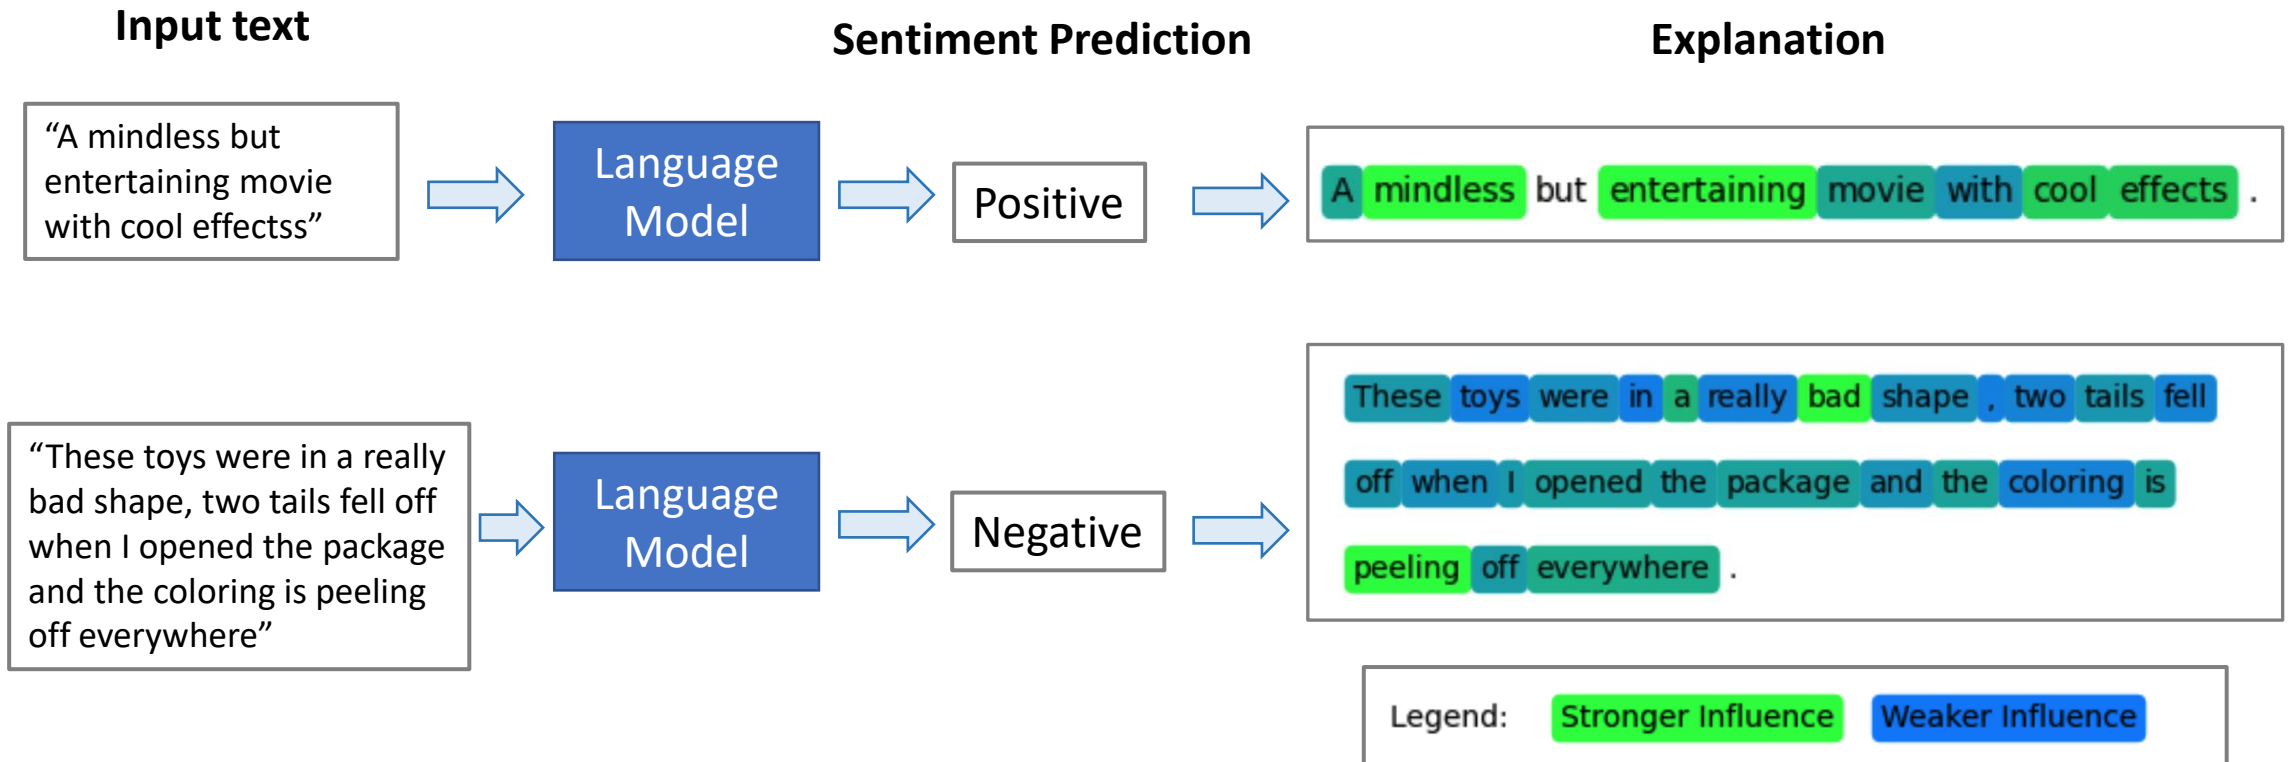 Input text
Sentiment Prediction
Explanation
“A mindless but
entertaining movie
with cool effectss”
Language
Model
Positive
A mindless but entertaining movie with cool effects .
“These toys were in a really
bad shape, two tails fell off
when I opened the package
and the coloring is peeling
off everywhere”
Language
Model
Negative
These toys were in a really bad shape , two tails fell
off when I opened the package and the coloring is
peeling off everywhere .
Legend: Stronger Influence Weaker Influence